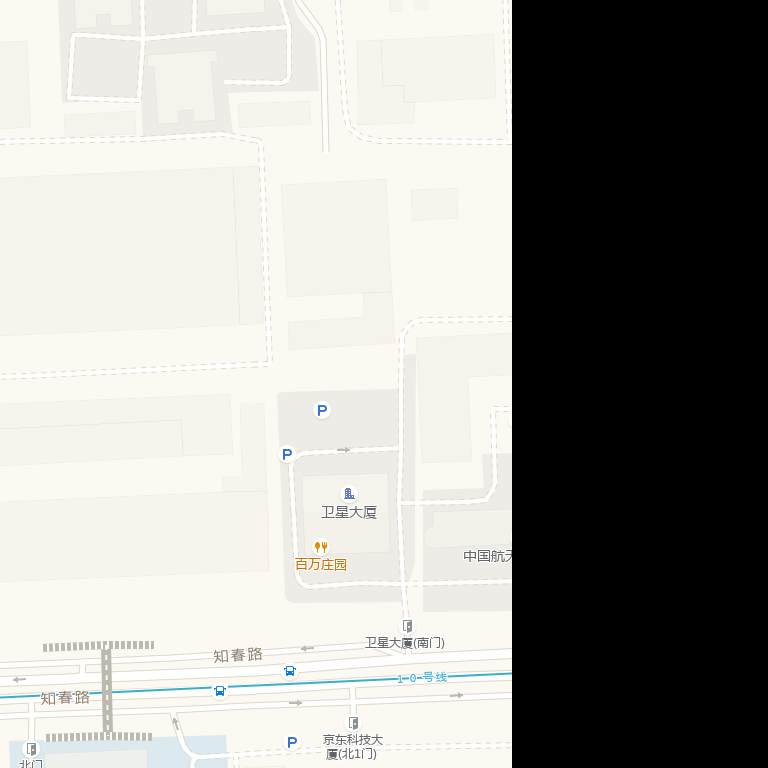 P
P
卫星大厦
百万庄园
中国航天
卫星大厦(南门)
知春路
10号线
知春路
P
京东科技大
厦(北1门)
北门